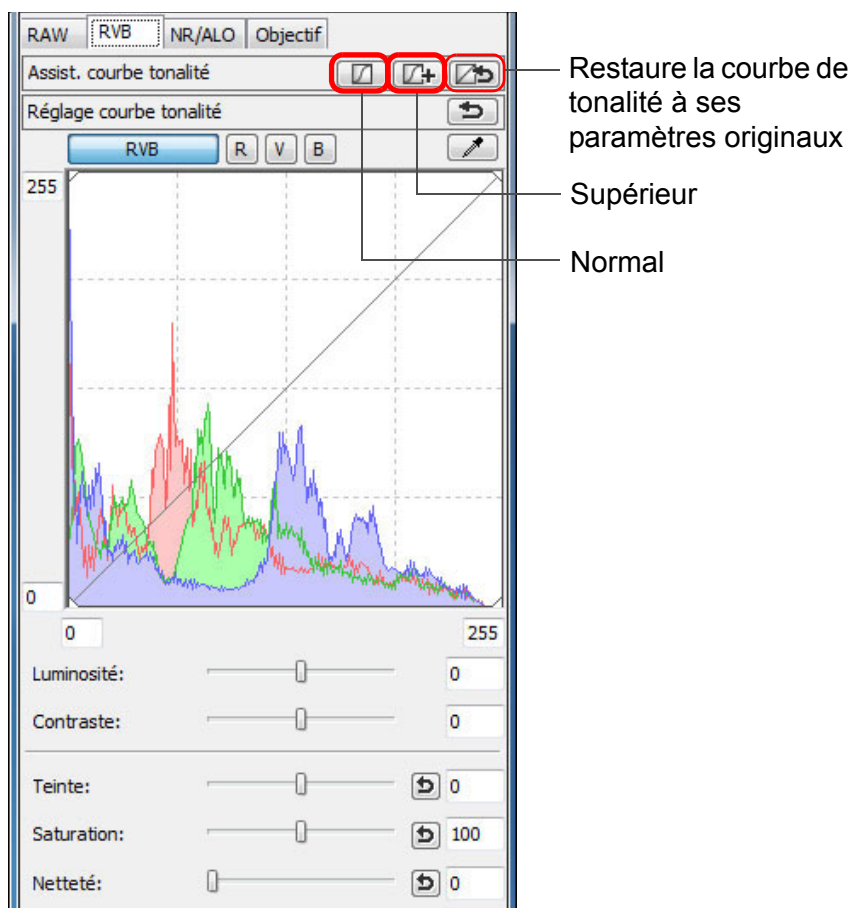 RAW RVB NR/ALO Objectif
Assist. courbe tonalité
Réglage courbe tonalité
RVB R V B
255
0
0 255
Luminosité: 0
Contraste: 0
Teinte: 0
Saturation: 100
Netteté: 0
Restaure la courbe de
tonalité à ses
paramètres originaux
Supérieur
Normal